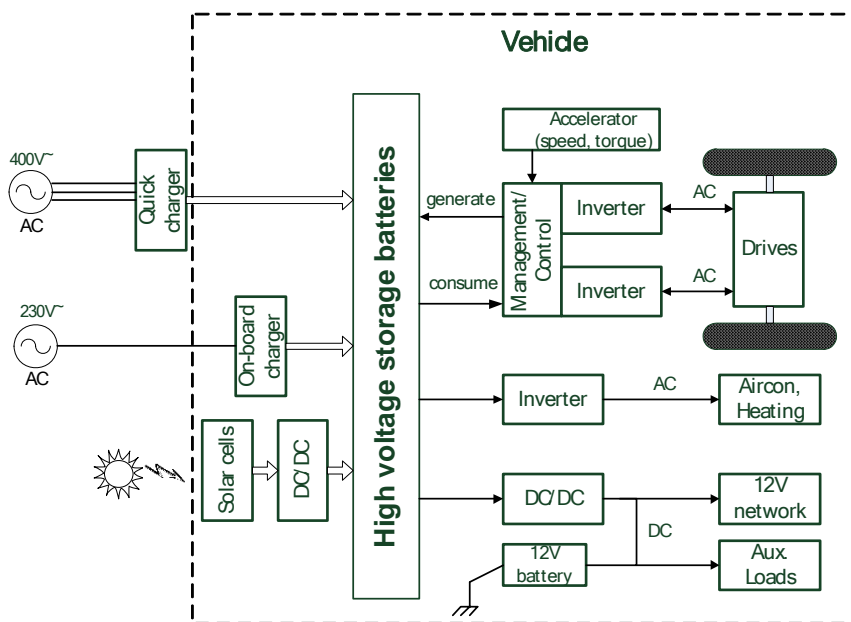 Vehicle
400V~
AC
Quick
charger
230V~
AC
On-board
charger
Solar cells
DC/DC
High voltage storage batteries
Accelerator
(speed, torque)
generate
consume
Management/
Control
Inverter
AC
Inverter
AC
Drives
Inverter
AC
Aircon,
Heating
DC/DC
12V
network
DC
12V
battery
Aux.
Loads